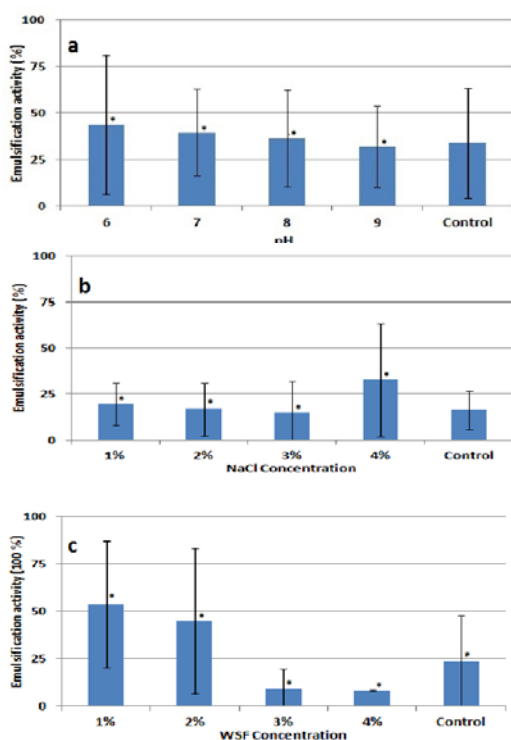 a
Emulsification activity (%)
100
75
50
25
0
* * * *
6 7 8 9 Control
pH
b
Emulsification activity (%)
100
75
50
25
0
* * * *
1% 2% 3% 4% Control
NaCl Concentration
c
Emulsification activity (100 %)
100
75
50
25
0
* * * * *
1% 2% 3% 4% Control
WSF Concentration